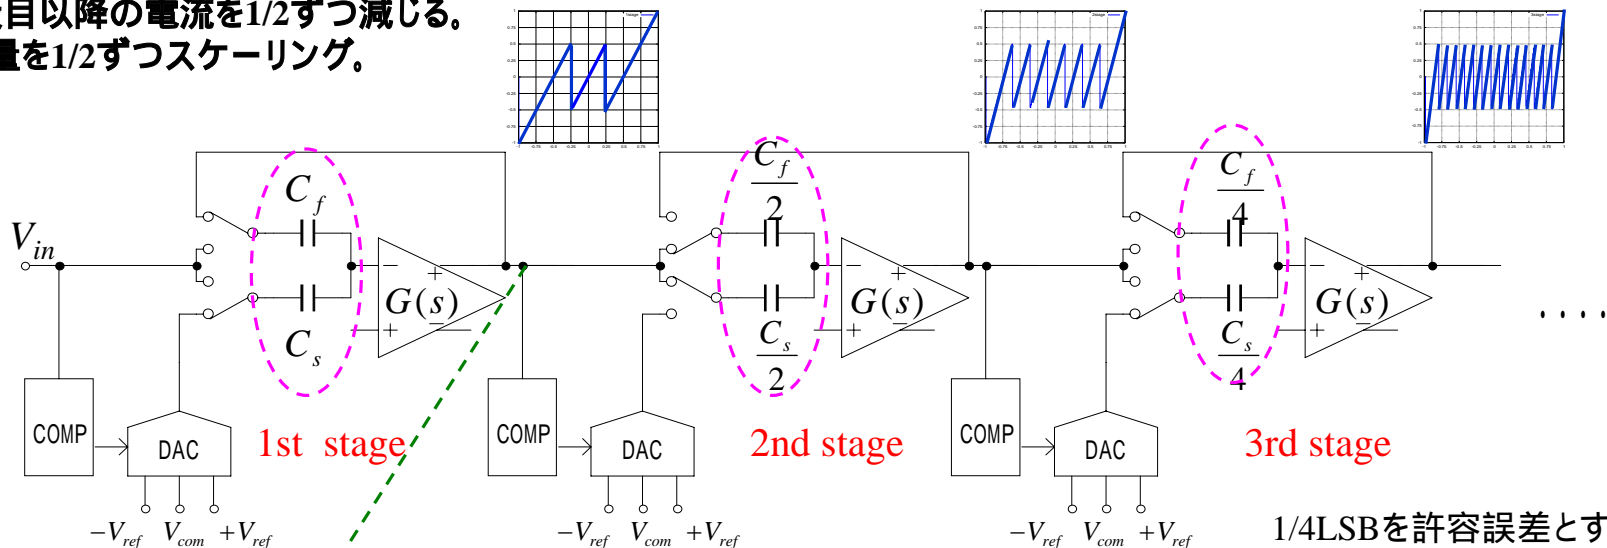 目以降の電流を1/2ずつ減じる。
量を1/2ずつスケーリング。
V_in
C_f
C_s
G(s)
COMP
DAC
1st stage
−V_ref V_com +V_ref
C_f/2
C_s/2
G(s)
COMP
DAC
2nd stage
−V_ref V_com +V_ref
C_f/4
C_s/4
G(s)
COMP
DAC
3rd stage
−V_ref V_com +V_ref
. . . .
1/4LSBを許容誤差とす